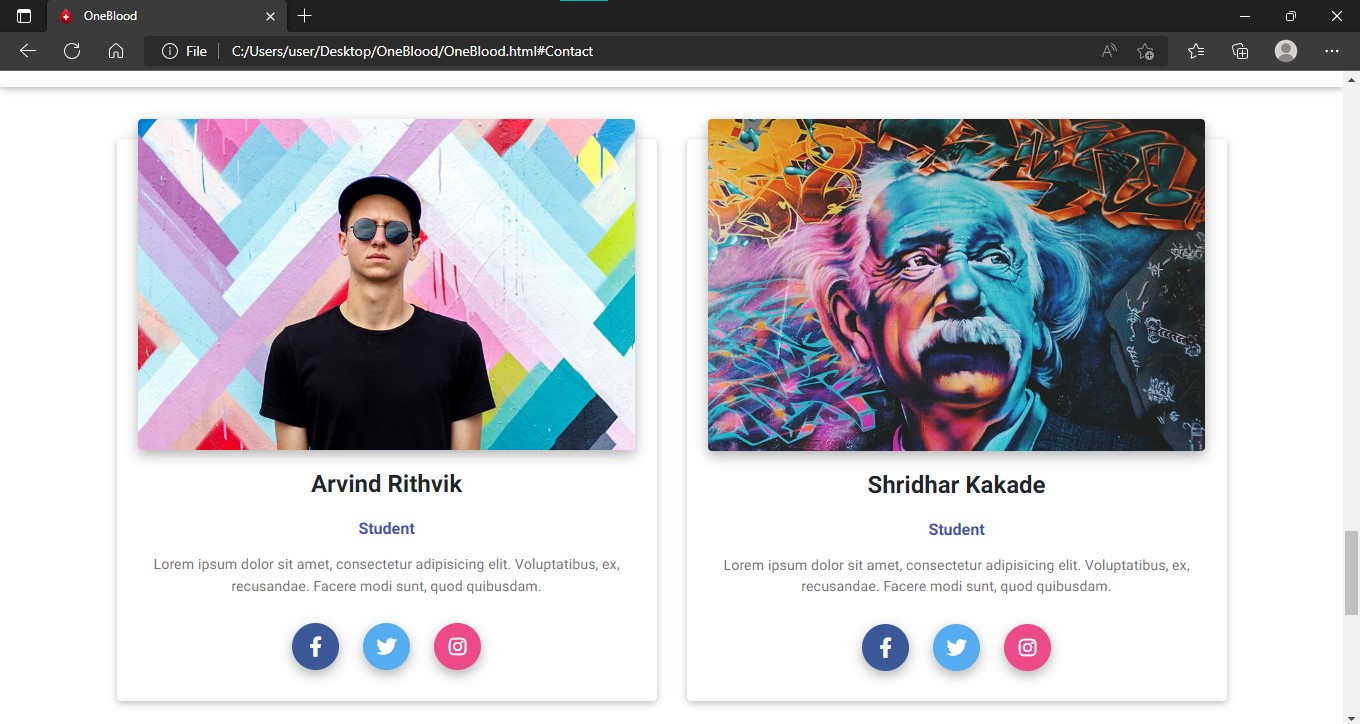 OneBlood
File
C:/Users/user/Desktop/OneBlood/OneBlood.html#Contact
Arvind Rithvik
Student
Lorem ipsum dolor sit amet, consectetur adipisicing elit. Voluptatibus, ex,
recusandae. Facere modi sunt, quod quibusdam.
Shridhar Kakade
Student
Lorem ipsum dolor sit amet, consectetur adipisicing elit. Voluptatibus, ex,
recusandae. Facere modi sunt, quod quibusdam.